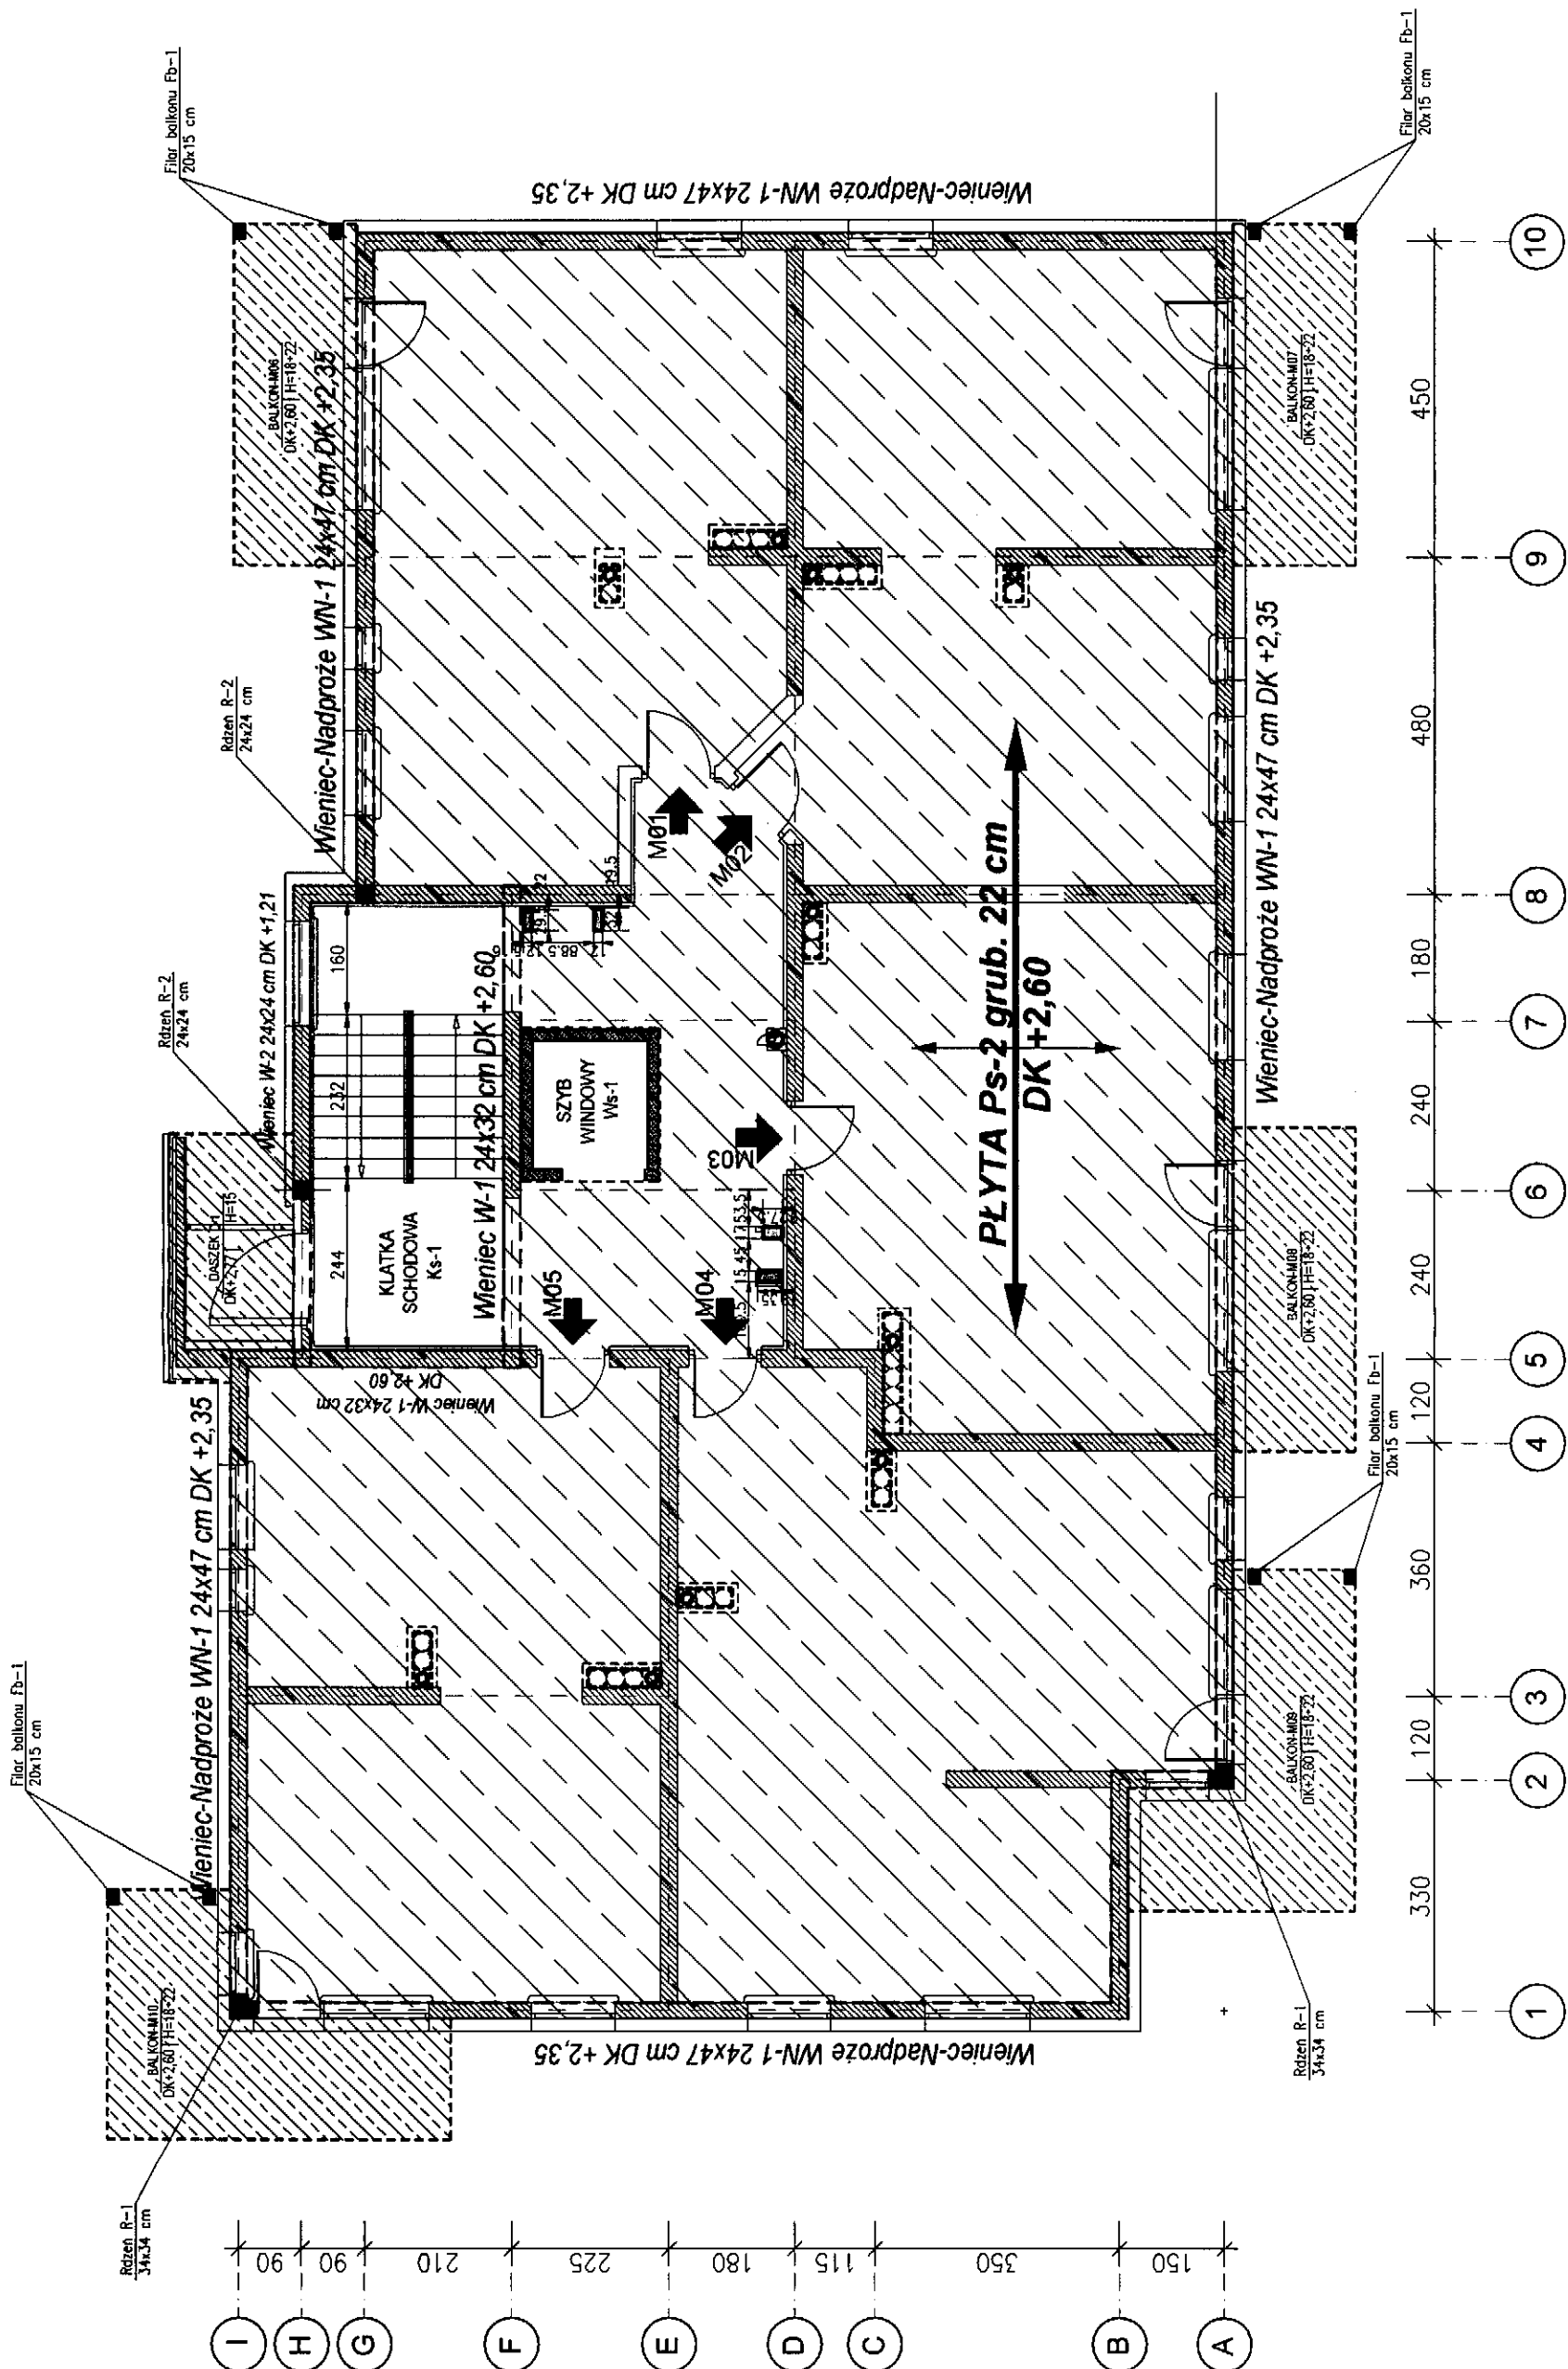 Filar balkonu Fb-1
20x15 cm
Filar balkonu Fb-1
20x15 cm
Wieniec-Nadproże WN-1 24x47 cm DK +2,35
BALKON-M06
DK+2,60 | H=18÷22
BALKON-M07
DK+2,60 | H=18÷22
Wieniec-Nadproże WN-1 24x47 cm DK +2,35
Rdzeń R-2
24x24 cm
Rdzeń R-2
24x24 cm
Wieniec W-2 24x24 cm DK +1,21
M01
M02
160
232
244
Wieniec W-1 24x32 cm DK +2,60
SZYB
WINDOWY
Ws-1
M03
PŁYTA Ps-2 grub. 22 cm
DK +2,60
Wieniec-Nadproże WN-1 24x47 cm DK +2,35
H=15
KLATKA
SCHODOWA
Ks-1
M05
M04
BALKON-M08
DK+2,60 | H=18÷22
Wieniec W-1 24x32 cm
DK +2,60
Wieniec-Nadproże WN-1 24x47 cm DK +2,35
Filar balkonu Fb-1
20x15 cm
Filar balkonu Fb-1
20x15 cm
BALKON-M09
DK+2,60 | H=18÷22
BALKON-M10
DK+2,60 | H=18÷22
Wieniec-Nadproże WN-1 24x47 cm DK +2,35
Rdzeń R-1
34x34 cm
Rdzeń R-1
34x34 cm
450
480
180
240
240
120
360
120
330
10
9
8
7
6
5
4
3
2
1
90
90
210
225
180
115
350
150
I
H
G
F
E
D
C
B
A